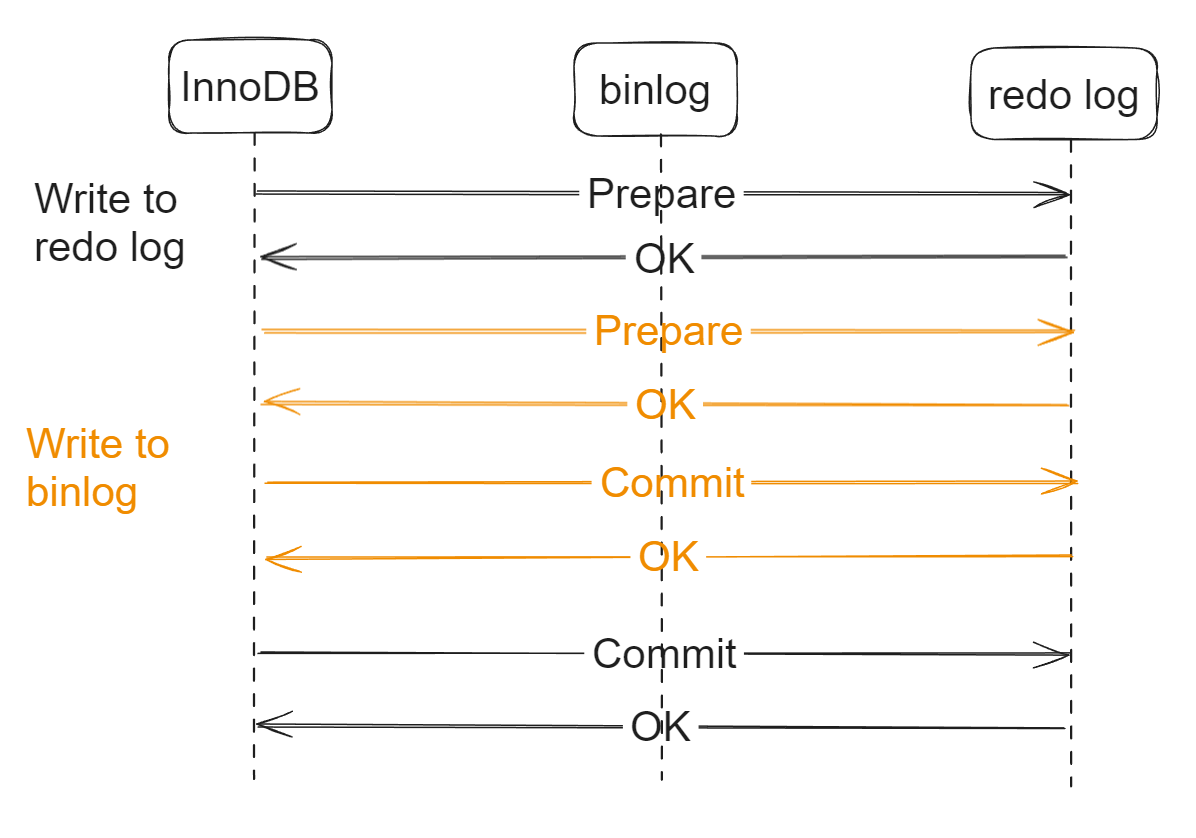 InnoDB
binlog
redo log
Write to
redo log
Prepare
OK
Prepare
OK
Write to
binlog
Commit
OK
Commit
OK